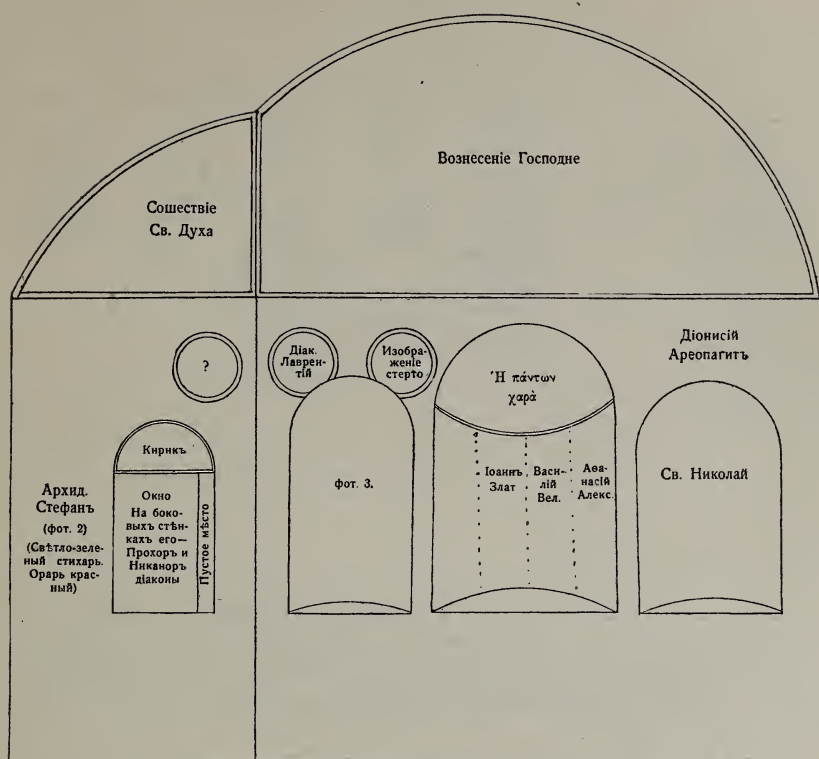 Вознесеніе Господне
Сошествіе
Св. Духа
?
Діак.
Лаврен-
тій
Изобра-
женіе
стерто
Ἡ πάντων
χαρὰ
Діонисій
Ареопагитъ
Кирикъ
Архид.
Стефанъ
(фот. 2)
(Свѣтло-зеле-
ный стихарь.
Орарь крас-
ный)
Окно
На боко-
выхъ стѣн-
кахъ его—
Прохоръ и
Никаноръ
діаконы
Пустое мѣсто
фот. 3.
Іоаннъ
Злат
Васи-
лій
Вел.
Аѳа-
насій
Алекс.
Св. Николай